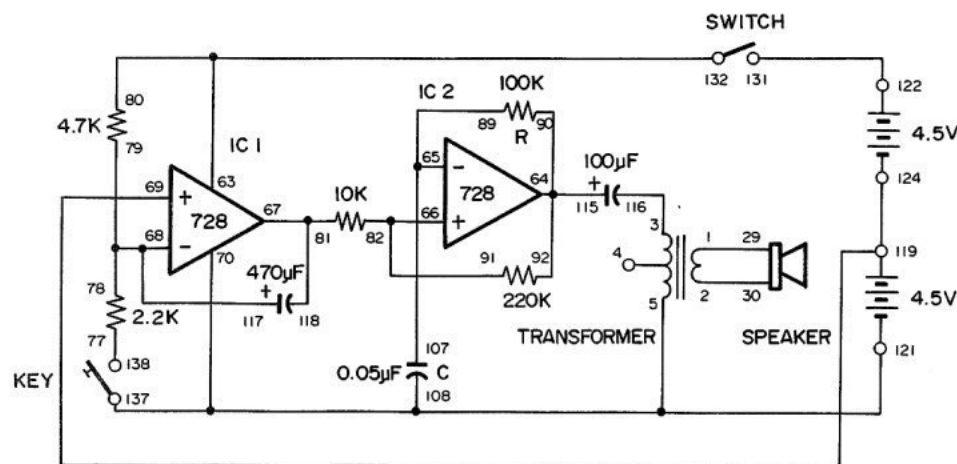 SWITCH
132 131
122
4.5V
124
119
4.5V
121
80
4.7K
79
IC 1
69
+
63
728
67
68
−
70
IC 2
100K
89 90
R
65
−
64
728
66
+
10K
81 82
91 92
220K
470µF
+
117 118
78
2.2K
77
138
KEY
137
107
0.05µF C
108
100µF
+
115 116
3
4
5
1
2
29
30
TRANSFORMER
SPEAKER